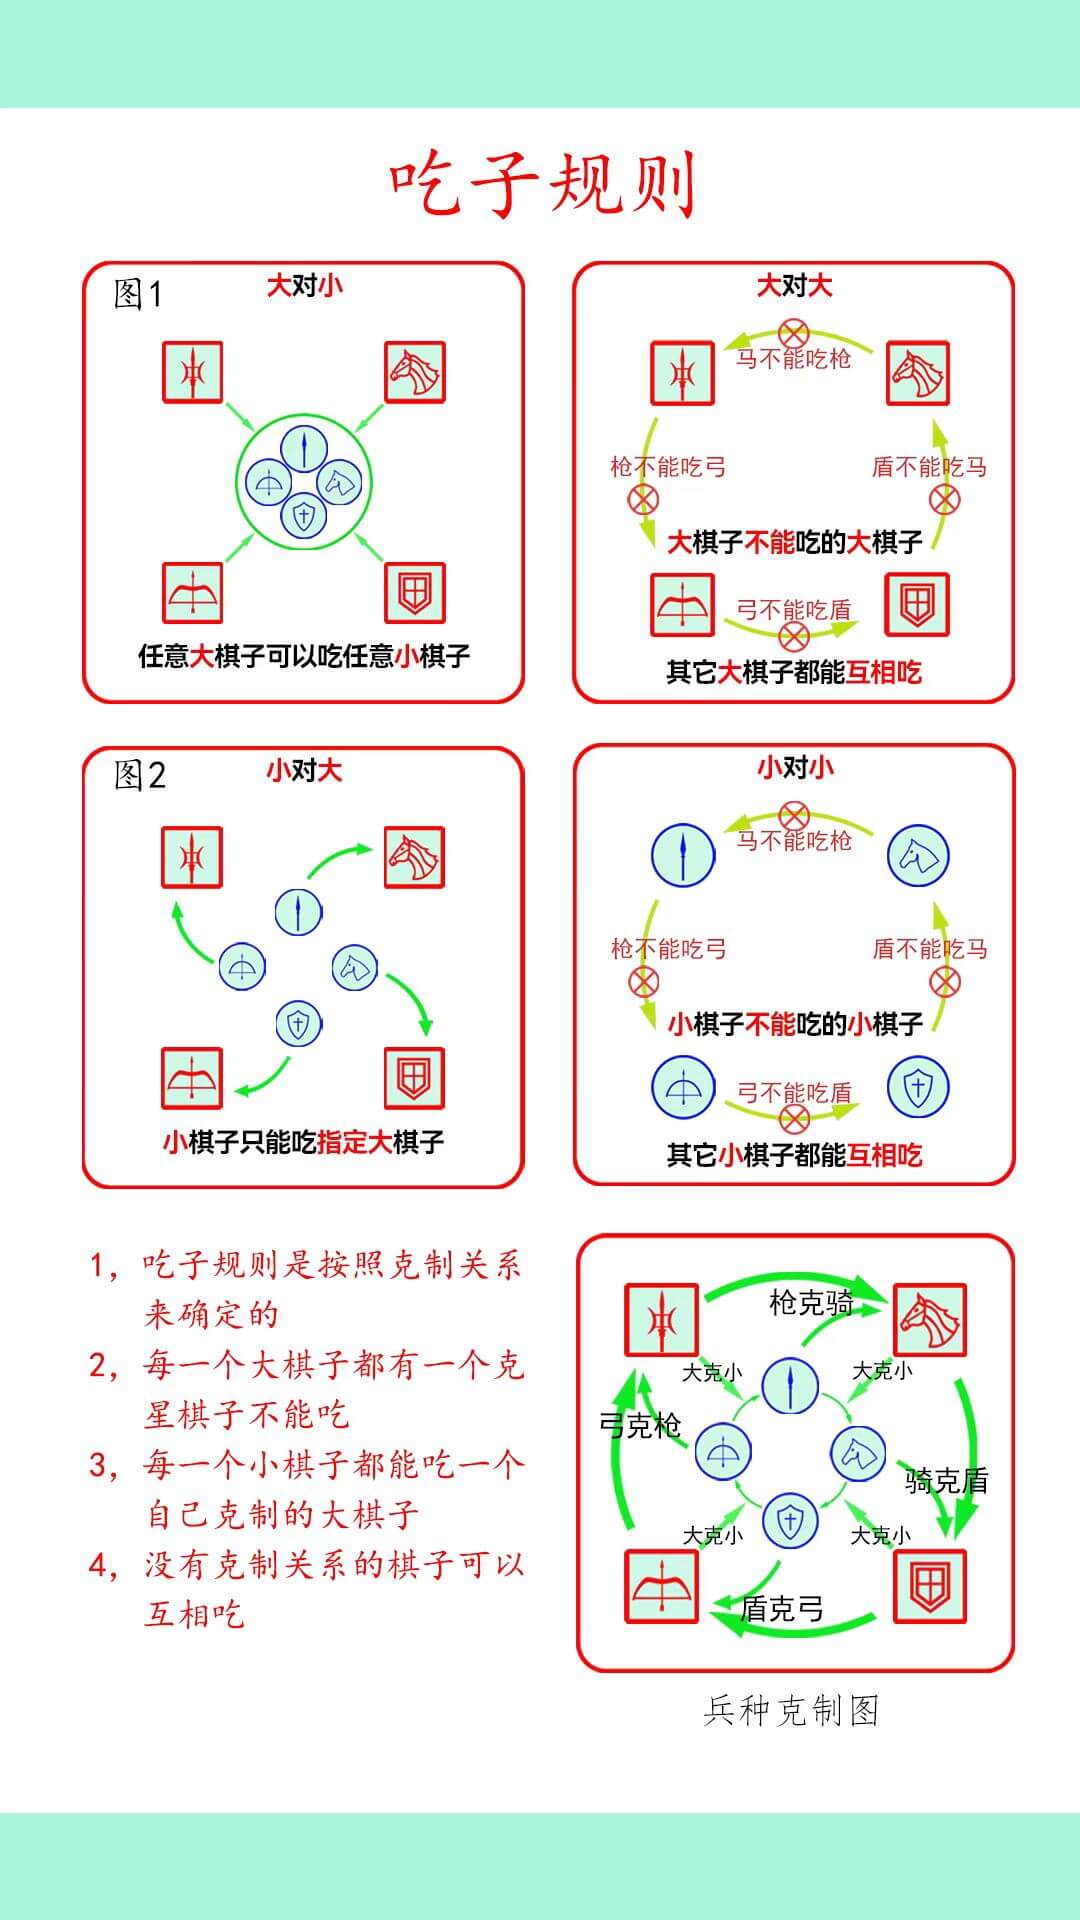 吃子规则
图1
大对小
任意大棋子可以吃任意小棋子
大对大
马不能吃枪
枪不能吃弓
盾不能吃马
大棋子不能吃的大棋子
弓不能吃盾
其它大棋子都能互相吃
图2
小对大
小棋子只能吃指定大棋子
小对小
马不能吃枪
枪不能吃弓
盾不能吃马
小棋子不能吃的小棋子
弓不能吃盾
其它小棋子都能互相吃
1，吃子规则是按照克制关系
来确定的
2，每一个大棋子都有一个克
星棋子不能吃
3，每一个小棋子都能吃一个
自己克制的大棋子
4，没有克制关系的棋子可以
互相吃
枪克骑
大克小
大克小
弓克枪
骑克盾
大克小
大克小
盾克弓
兵种克制图